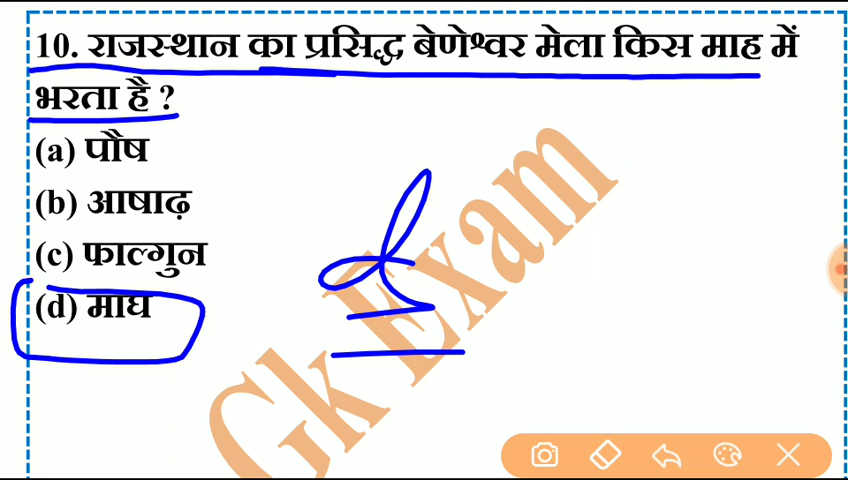 10. राजस्थान का प्रसिद्ध बेणेश्वर मेला किस माह में
भरता है ?
(a) पौष
(b) आषाढ़
(c) फाल्गुन
(d) माघ
Gk Exam